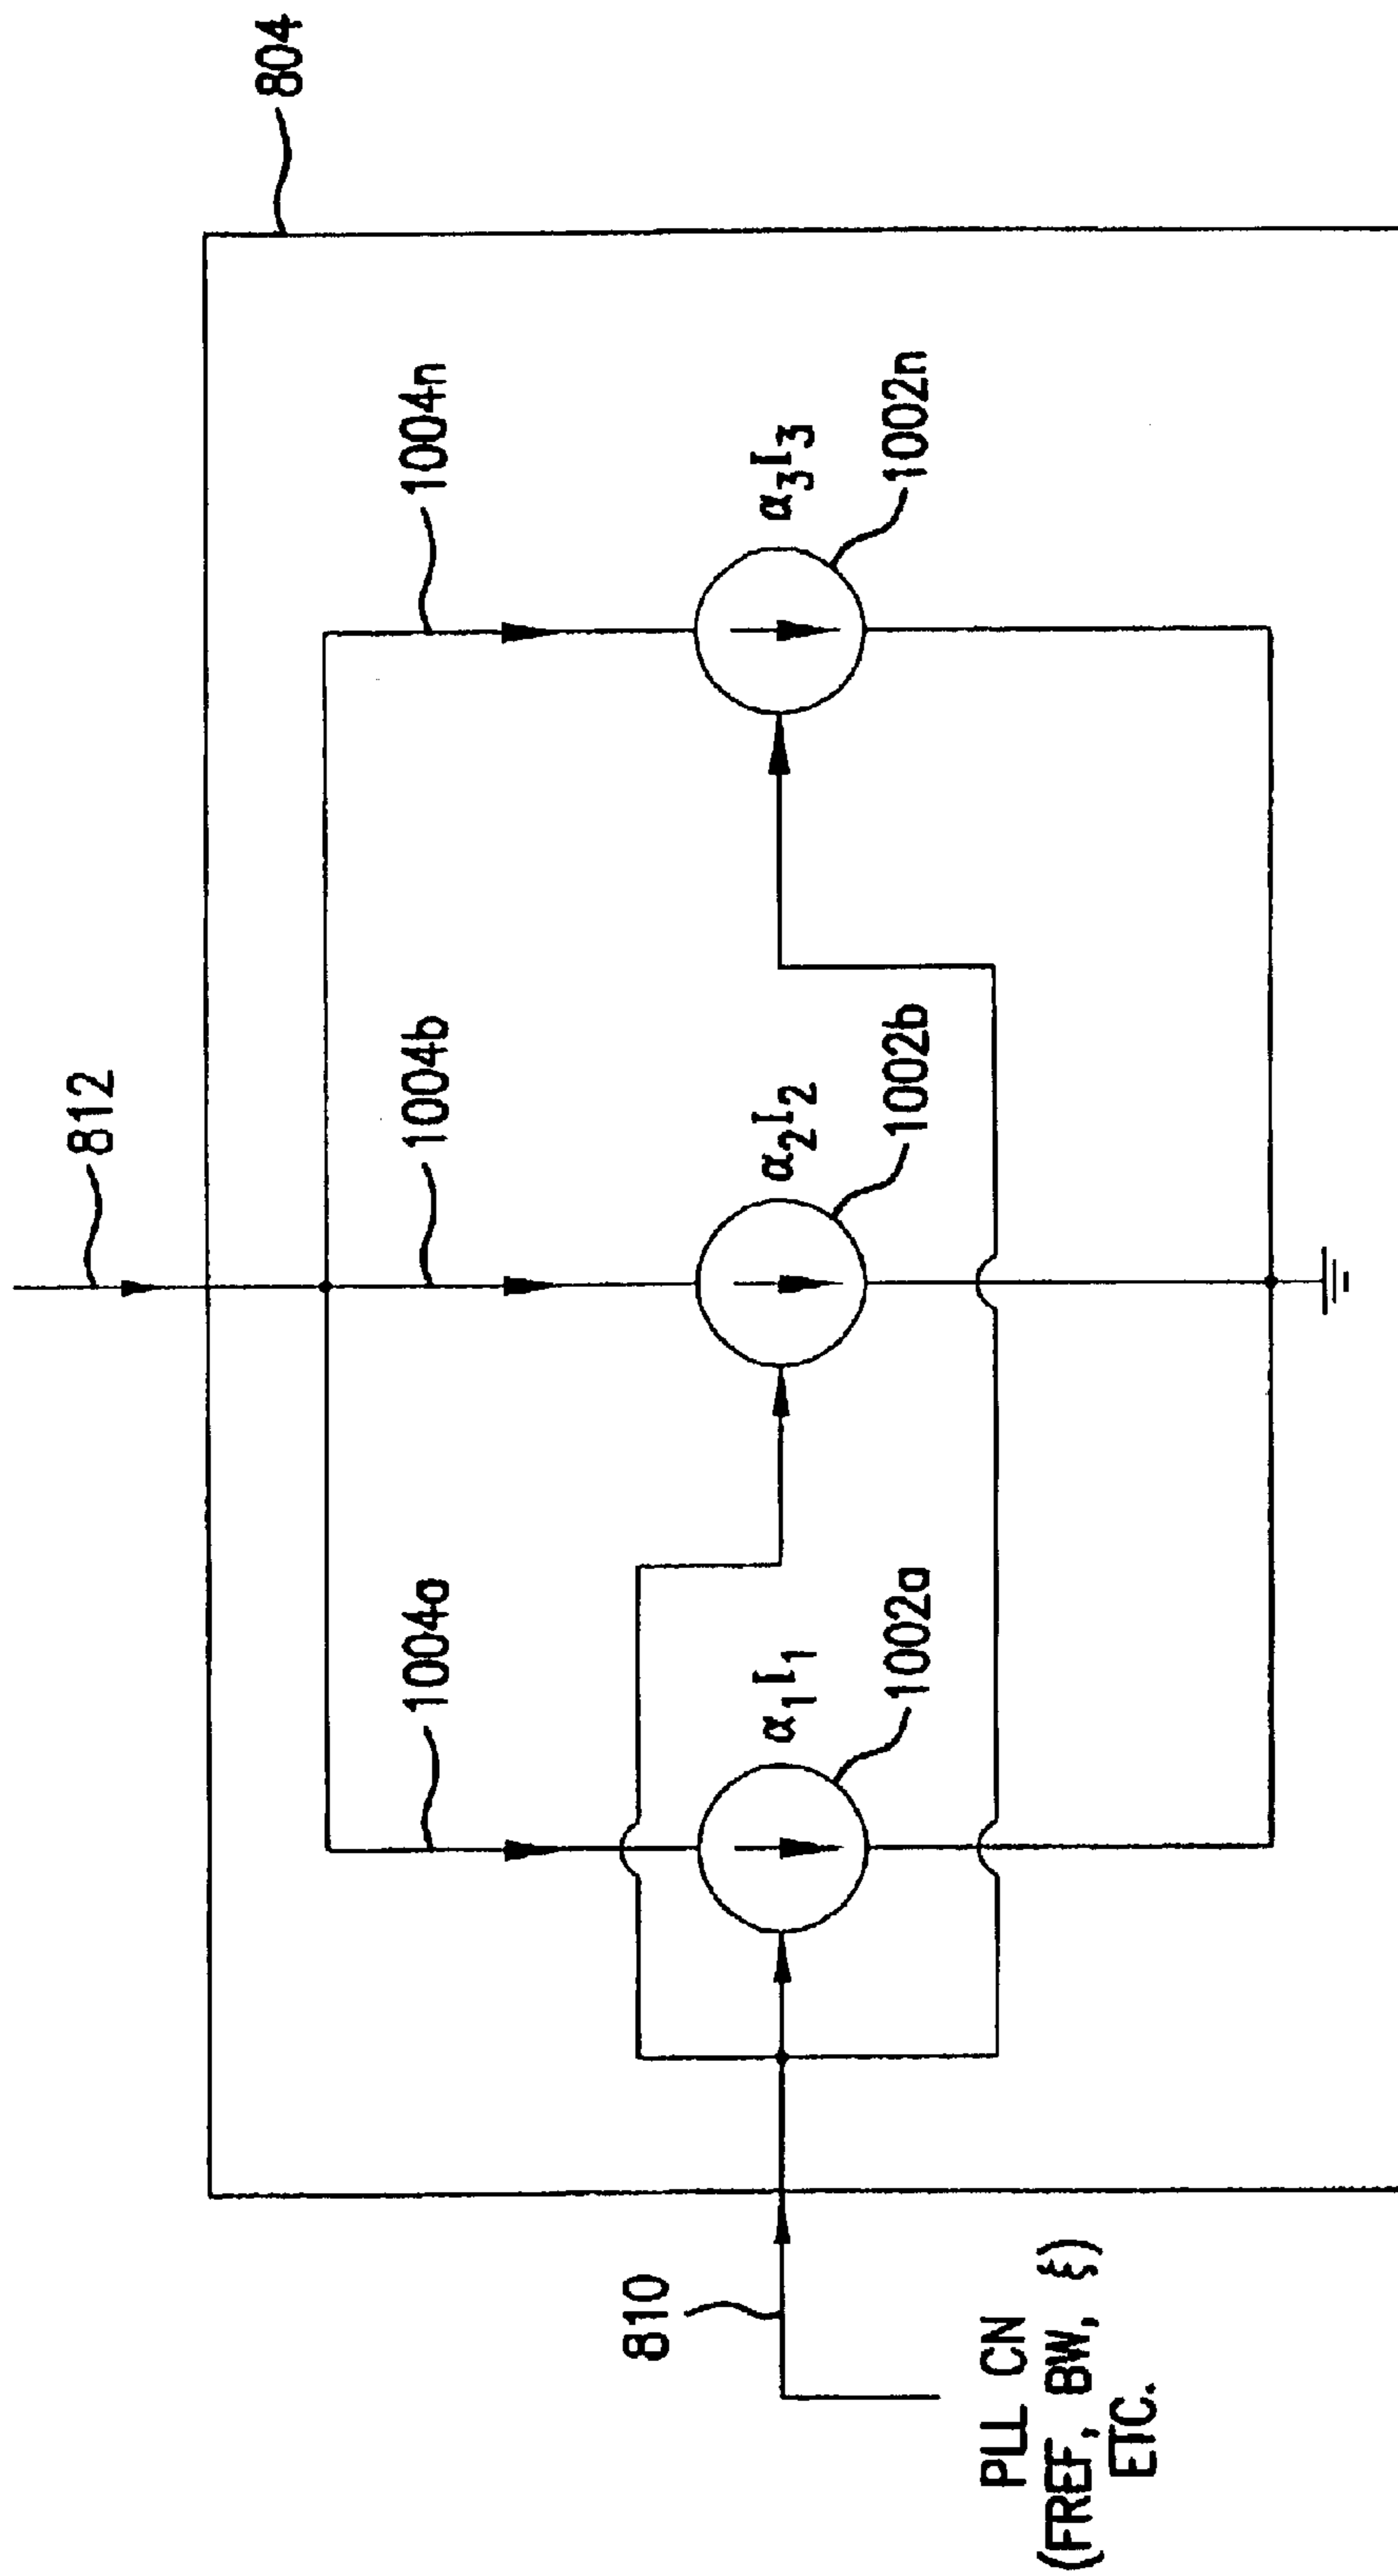 804
812
1004a
1004b
1004n
α1I1
α2I2
α3I3
1002a
1002b
1002n
810
PLL CN
(FREF, BW, ξ)
ETC.